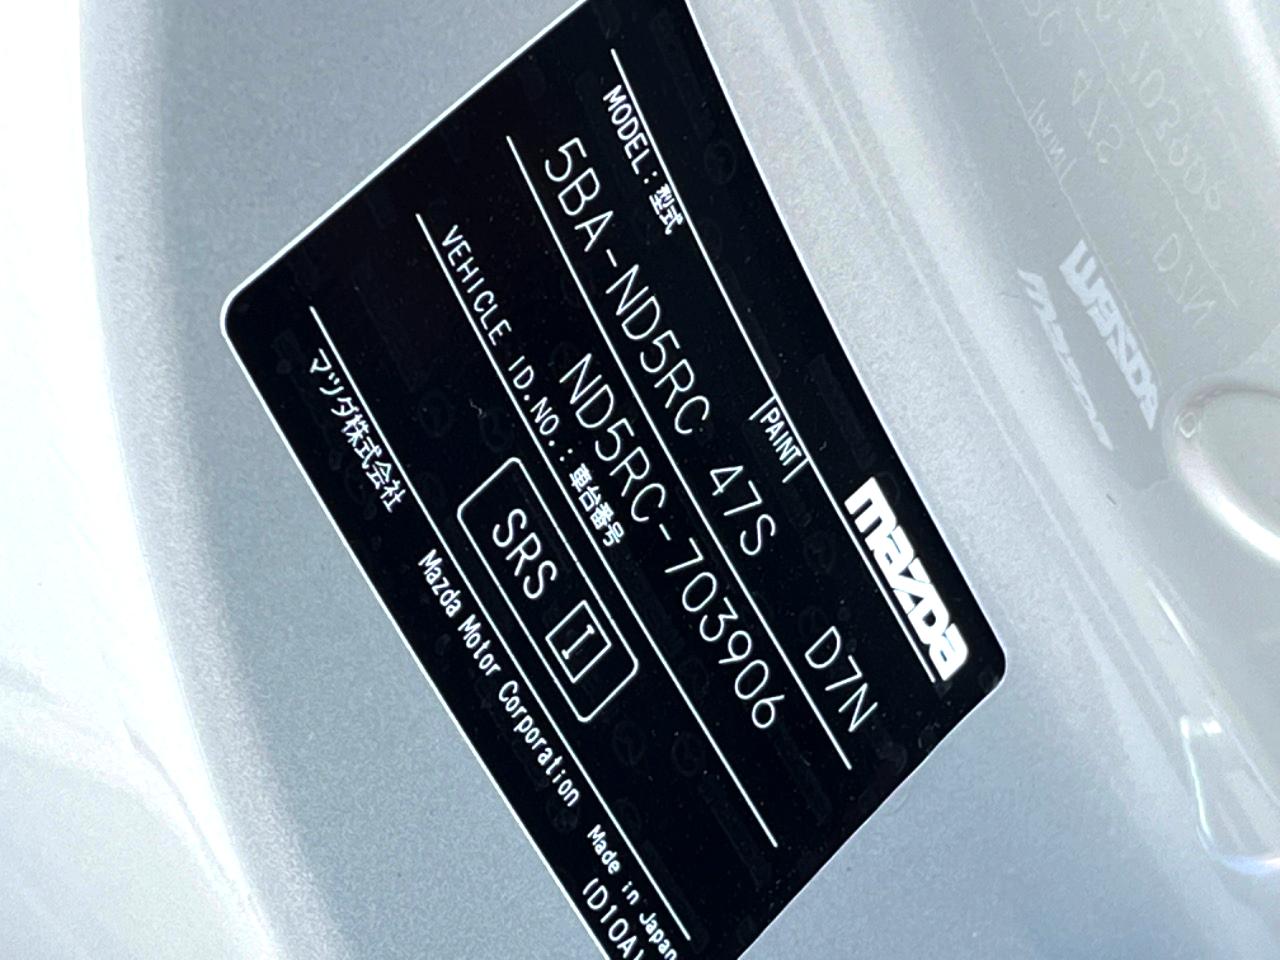 mazda
MODEL:型式 PAINT
5BA-ND5RC 47S D7N
VEHICLE ID.NO.:車台番号
ND5RC-703906
SRS I
マツダ株式会社 Mazda Motor Corporation Made in Japan
(D10A)